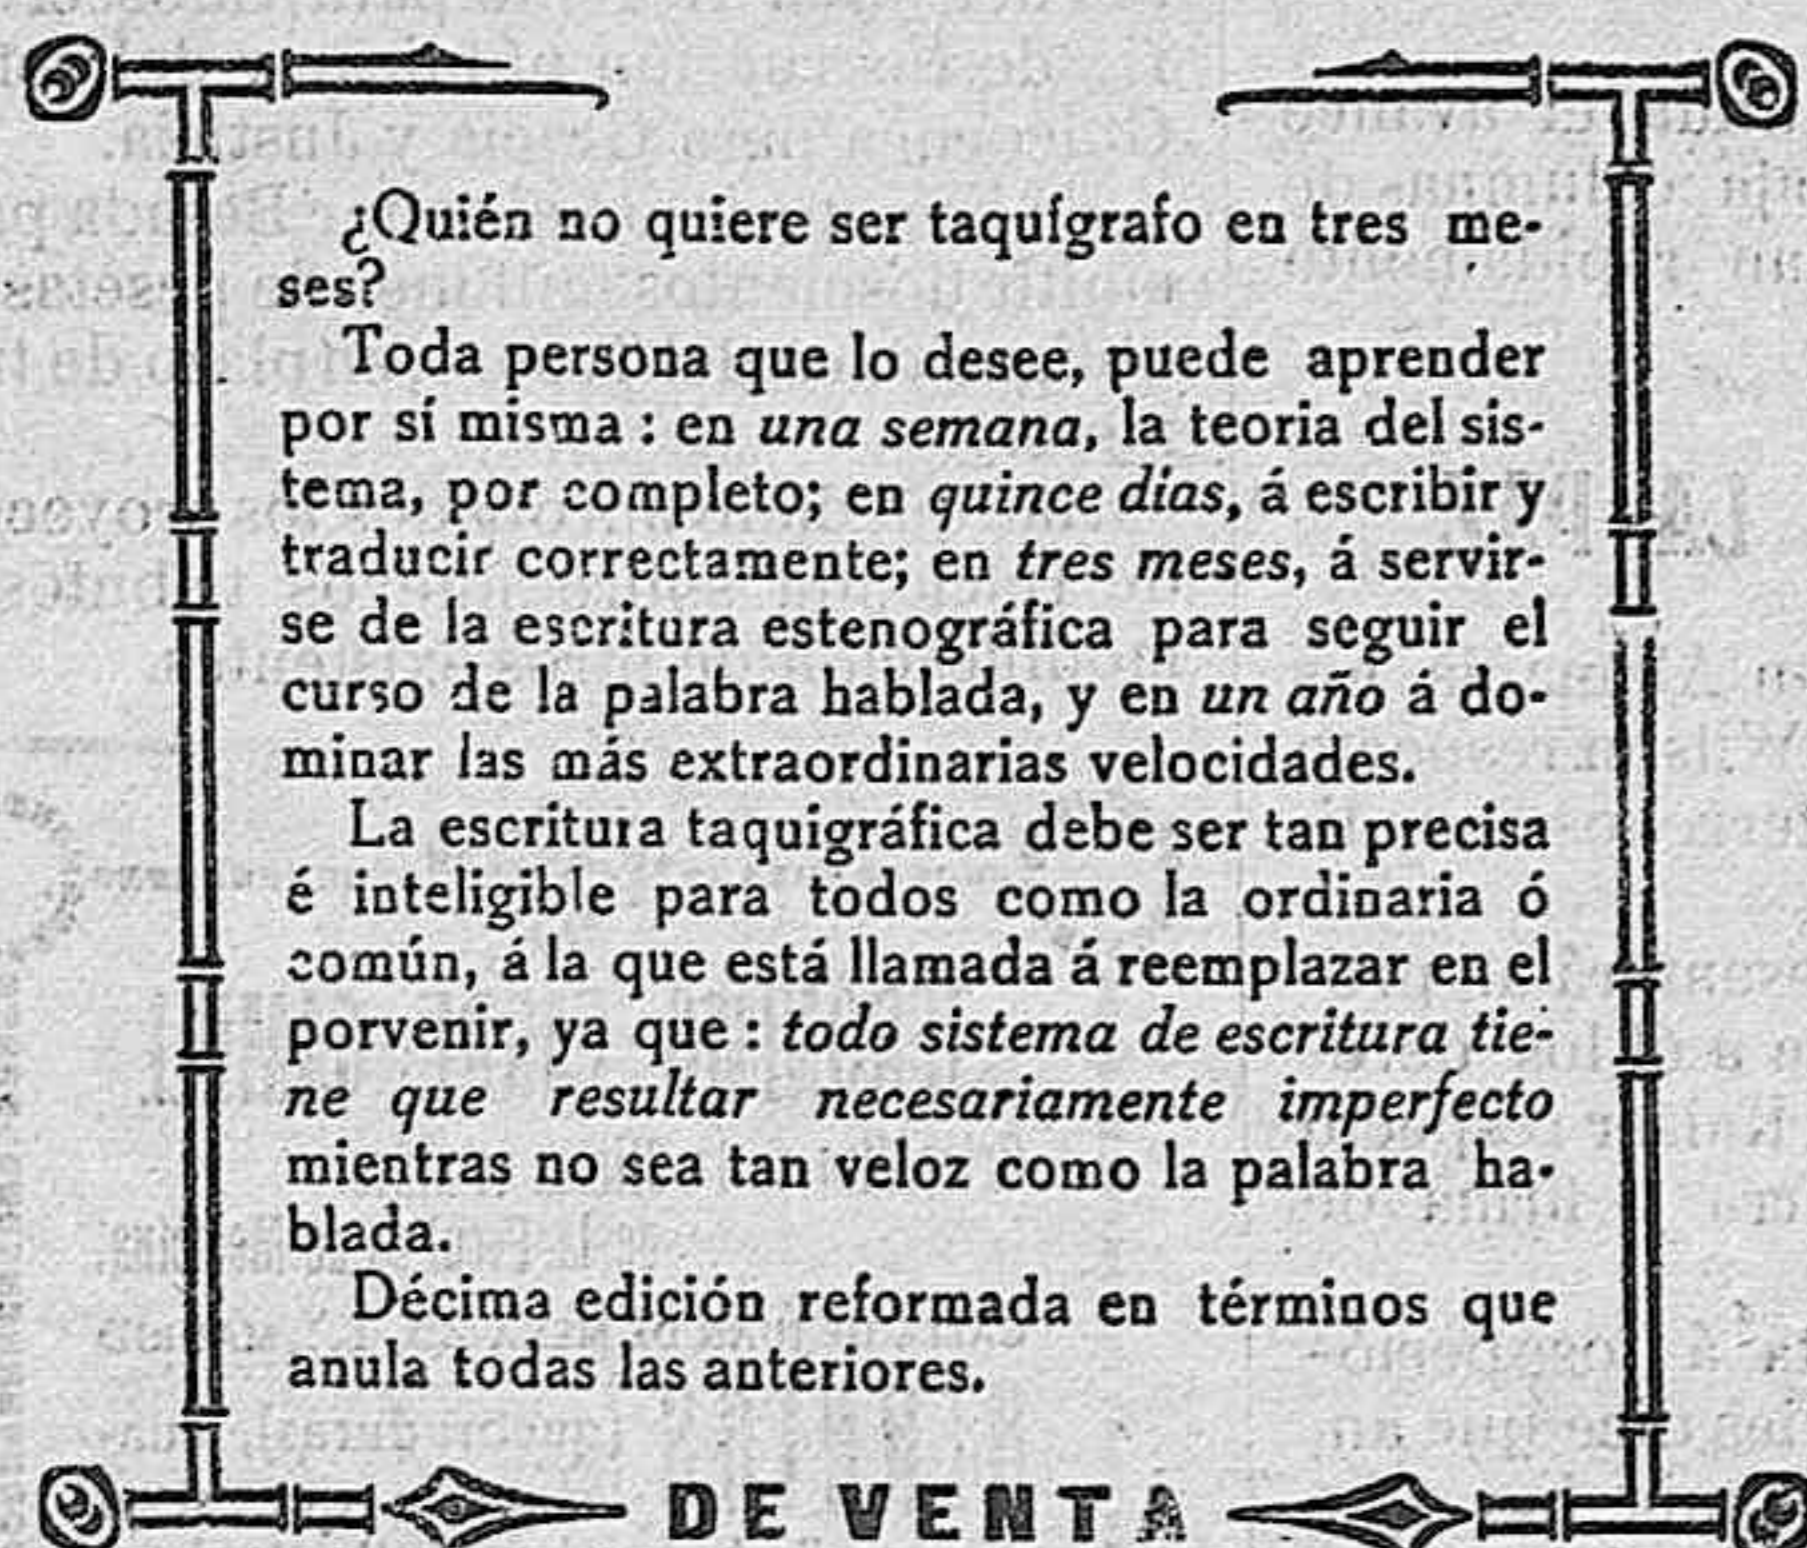 ¿Quién no quiere ser taquígrafo en tres me-
ses?
Toda persona que lo desee, puede aprender
por sí misma : en una semana, la teoria del sis-
tema, por completo; en quince dias, á escribir y
traducir correctamente; en tres meses, á servir-
se de la escritura estenográfica para seguir el
curso de la palabra hablada, y en un año á do-
minar las más extraordinarias velocidades.
La escritura taquigráfica debe ser tan precisa
é inteligible para todos como la ordinaria ó
común, á la que está llamada á reemplazar en el
porvenir, ya que : todo sistema de escritura tie-
ne que resultar necesariamente imperfecto
mientras no sea tan veloz como la palabra ha-
blada.
Décima edición reformada en términos que
anula todas las anteriores.
DE VENTA